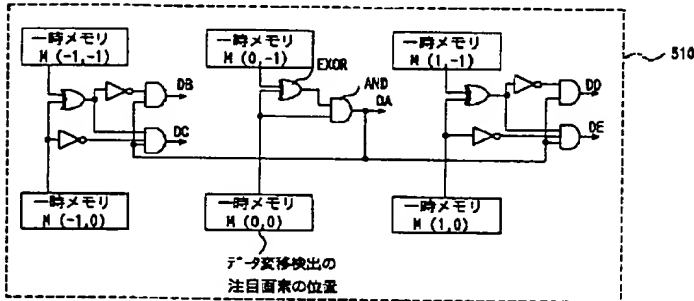 一時メモリ
M (-1,-1)
一時メモリ
M (0,-1)
一時メモリ
M (1,-1)
510
EXOR
AND
DB
DA
DD
DC
DE
一時メモリ
M (-1,0)
一時メモリ
M (0,0)
一時メモリ
M (1,0)
データ変移検出の
注目画素の位置